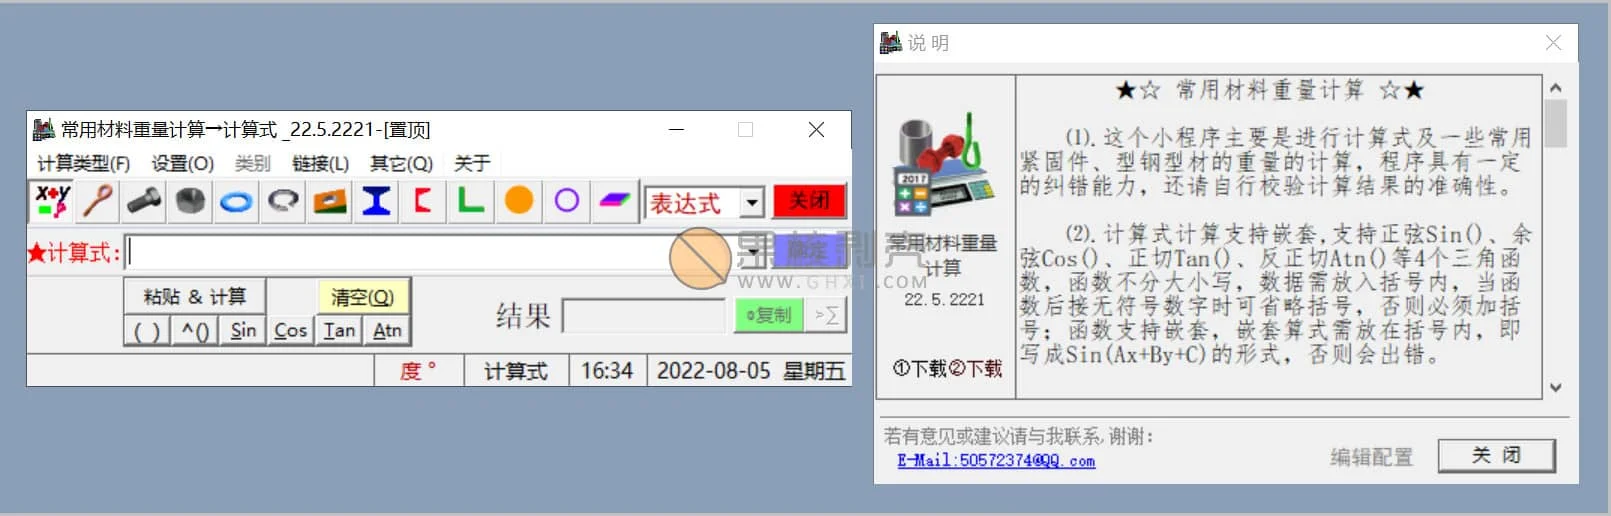 常用材料重量计算→计算式 _22.5.2221-[置顶]
计算类型(F) 设置(O) 类别 链接(L) 其它(Q) 关于
X+y 表达式 关闭
★计算式: 确定
粘贴 & 计算 清空(Q)
( ) ^() Sin Cos Tan Atn
结果 复制 >∑
度° 计算式 16:34 2022-08-05 星期五
果核剥壳
WWW.GHXI.COM
说 明
★☆ 常用材料重量计算 ☆★
⑴.这个小程序主要是进行计算式及一些常用
紧固件、型钢型材的重量的计算，程序具有一定
的纠错能力，还请自行校验计算结果的准确性。
⑵.计算式计算支持嵌套,支持正弦Sin()、余
弦Cos()、正切Tan()、反正切Atn()等4个三角函
数，函数不分大小写，数据需放入括号内，当函
数后接无符号数字时可省略括号，否则必须加括
号；函数支持嵌套，嵌套算式需放在括号内，即
写成Sin(Ax+By+C)的形式，否则会出错。
2017
常用材料重量
计算
22.5.2221
①下载②下载
若有意见或建议请与我联系,谢谢:
E-Mail:50572374@QQ.com
编辑配置 关 闭